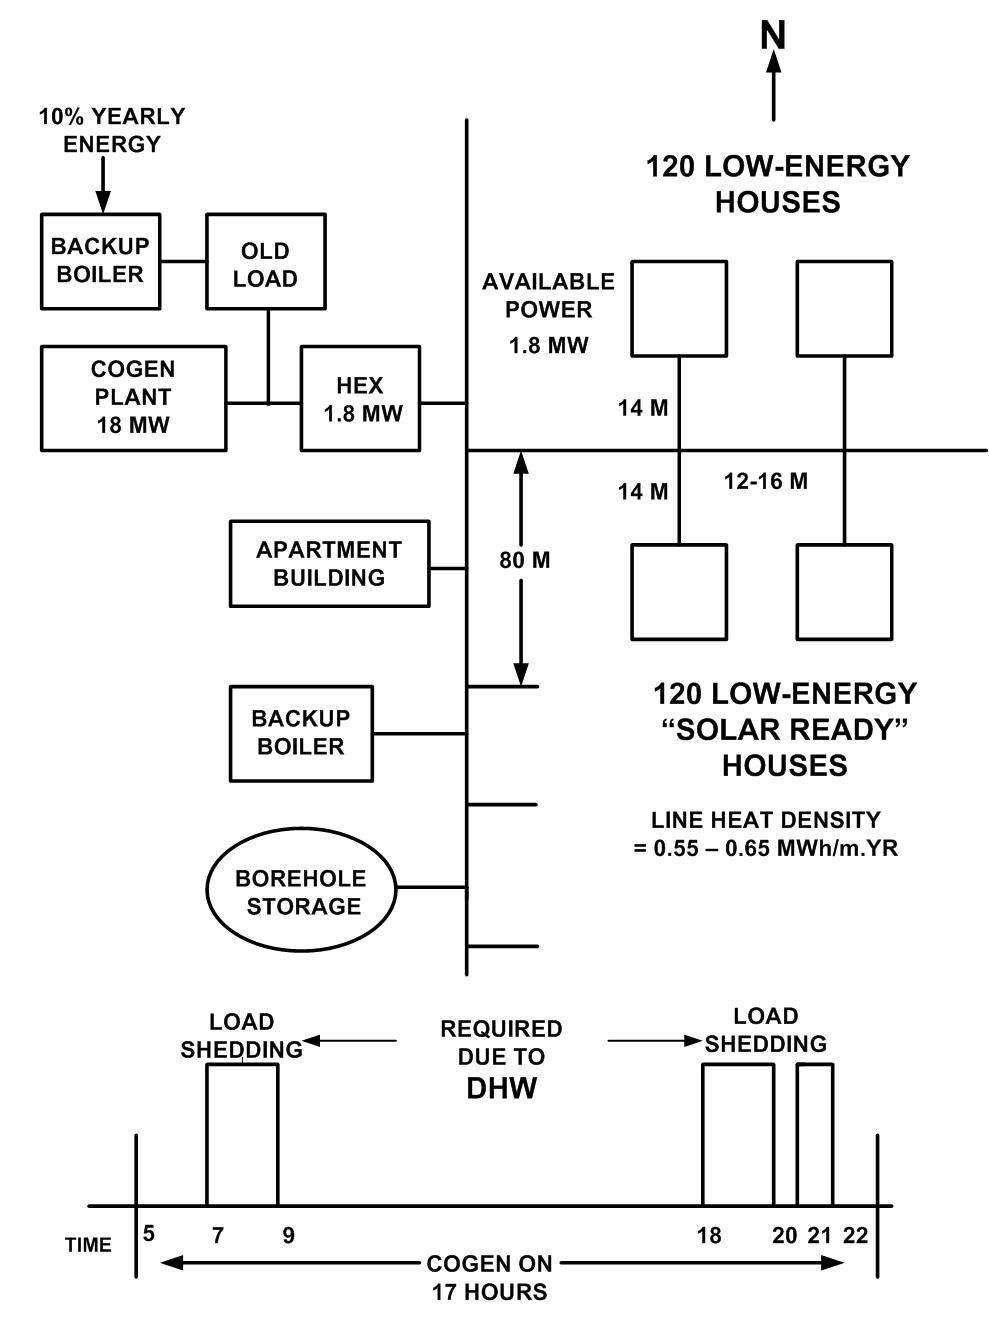 N
10% YEARLY
ENERGY
120 LOW-ENERGY
HOUSES
BACKUP
BOILER
OLD
LOAD
AVAILABLE
POWER
1.8 MW
COGEN
PLANT
18 MW
HEX
1.8 MW
14 M
14 M
12-16 M
APARTMENT
BUILDING
80 M
BACKUP
BOILER
120 LOW-ENERGY
“SOLAR READY”
HOUSES
LINE HEAT DENSITY
= 0.55 – 0.65 MWh/m.YR
BOREHOLE
STORAGE
LOAD
SHEDDING
REQUIRED
DUE TO
DHW
LOAD
SHEDDING
TIME
5 7 9 18 20 21 22
COGEN ON
17 HOURS